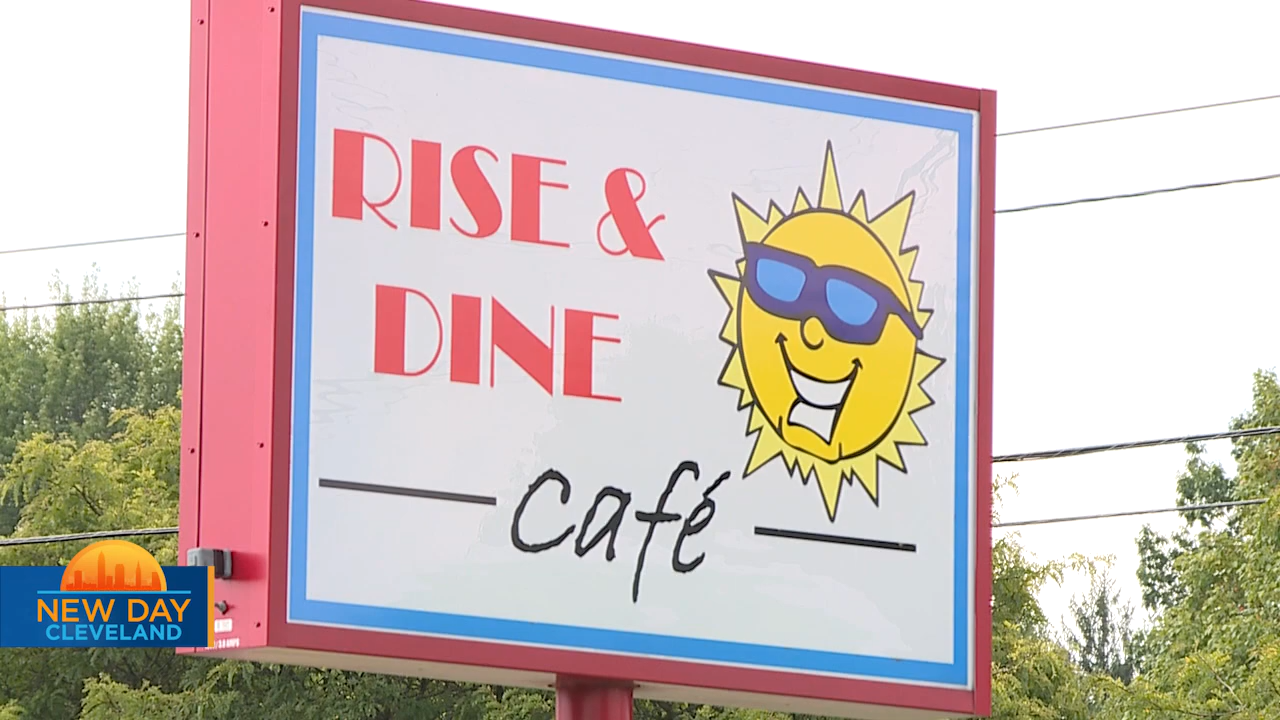 RISE &
DINE
café
NEW DAY
CLEVELAND